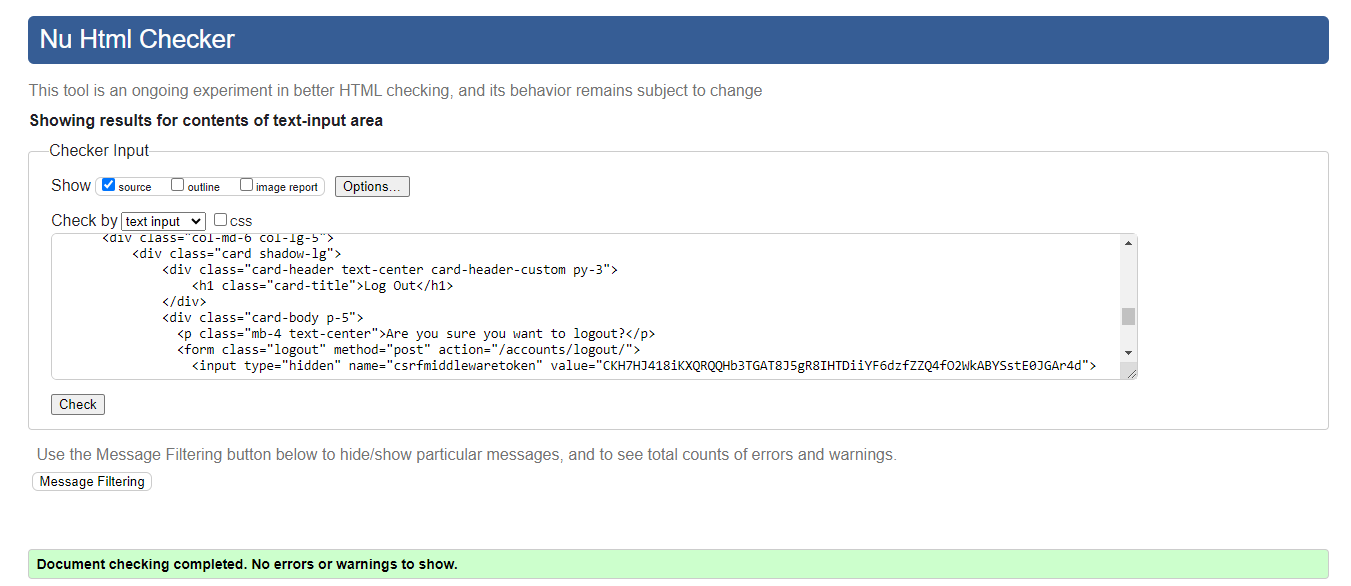 Nu Html Checker
This tool is an ongoing experiment in better HTML checking, and its behavior remains subject to change
Showing results for contents of text-input area
Checker Input
Show source outline image report Options...
Check by text input css
<div class="col-md-6 col-lg-5">
<div class="card shadow-lg">
<div class="card-header text-center card-header-custom py-3">
<h1 class="card-title">Log Out</h1>
</div>
<div class="card-body p-5">
<p class="mb-4 text-center">Are you sure you want to logout?</p>
<form class="logout" method="post" action="/accounts/logout/">
<input type="hidden" name="csrfmiddlewaretoken" value="CKH7HJ418iKXQRQQHb3TGAT8J5gR8IHTDiiYF6dzfZZQ4fO2WkABYSstE0JGAr4d">
Check
Use the Message Filtering button below to hide/show particular messages, and to see total counts of errors and warnings.
Message Filtering
Document checking completed. No errors or warnings to show.